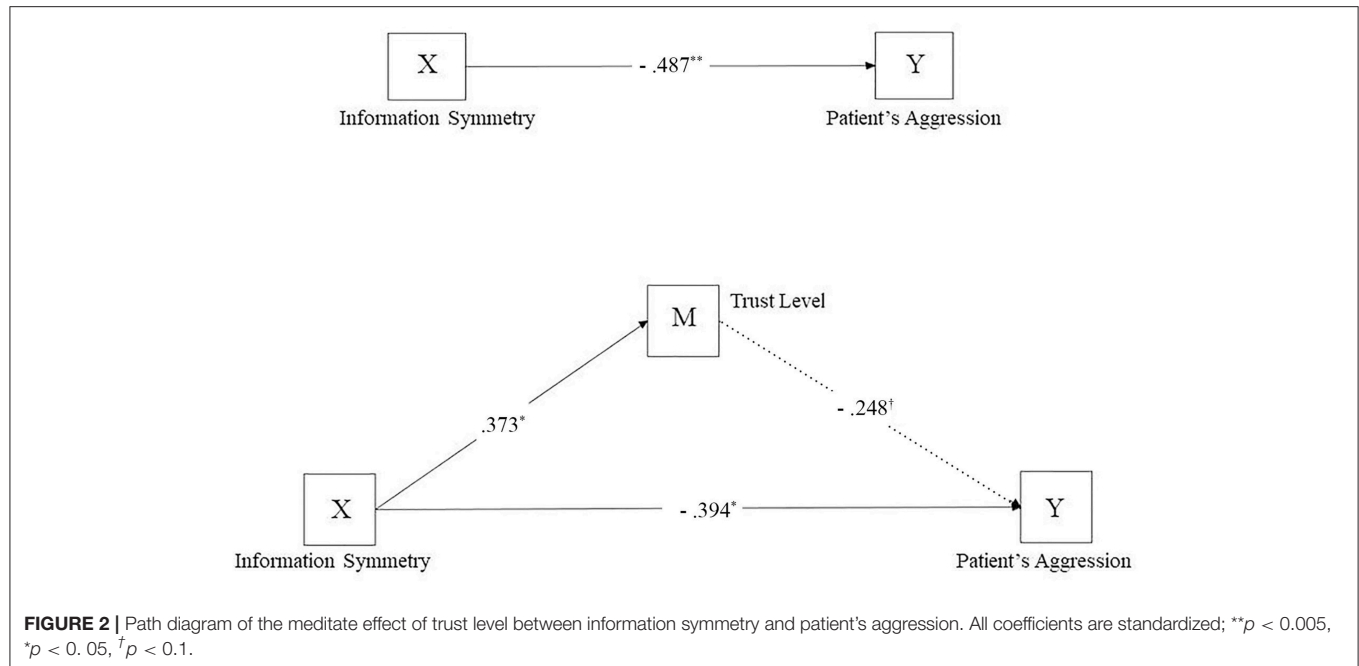 X
- .487**
Y
Information Symmetry
Patient's Aggression
M
Trust Level
.373*
- .248†
X
- .394*
Y
Information Symmetry
Patient's Aggression
FIGURE 2 | Path diagram of the meditate effect of trust level between information symmetry and patient's aggression. All coefficients are standardized; **p < 0.005,
*p < 0. 05, †p < 0.1.